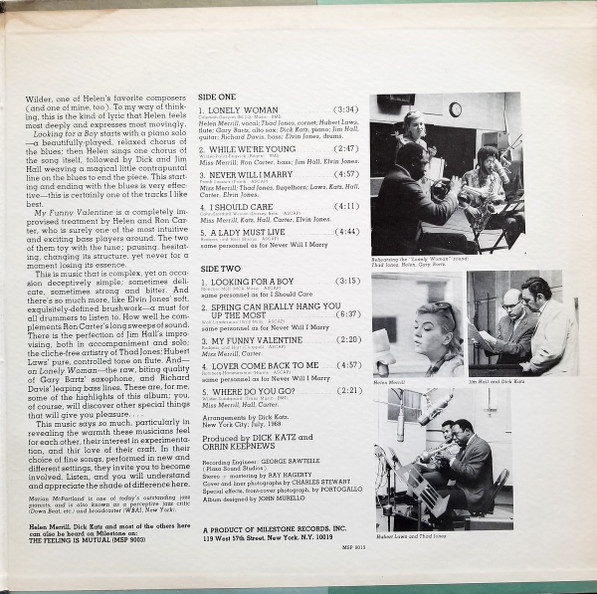 Wilder, one of Helen's favorite composers
(and one of mine, too). To my way of think-
ing, this is the kind of lyric that Helen feels
most deeply and expresses most movingly.
Looking for a Boy starts with a piano solo
—a beautifully-played, relaxed chorus of
the blues; then Helen sings one chorus of
the song itself, followed by Dick and Jim
Hall weaving a magical little contrapuntal
line on the blues to end the piece. This start-
ing and ending with the blues is very effec-
tive—this is certainly one of the tracks I like
best.
My Funny Valentine is a completely im-
provised treatment by Helen and Ron Car-
ter, who is surely one of the most intuitive
and exciting bass players around. The two
of them toy with the tune: pausing, hesitat-
ing, changing its structure, yet never for a
moment losing its essence.
This is music that is complex, yet on occa-
sion deceptively simple; sometimes deli-
cate, sometimes strong and bitter. And
there's so much more, like Elvin Jones' soft,
exquisitely-defined brushwork—a must for
all drummers to listen to. How well he com-
plements Ron Carter's long sweeps of sound.
There is the perfection of Jim Hall's impro-
vising, both in accompaniment and solo;
the cliche-free artistry of Thad Jones; Hubert
Laws' pure, controlled tone on flute. And—
on Lonely Woman—the raw, biting quality
of Gary Bartz' saxophone, and Richard
Davis' leaping bass lines. These are, for me,
some of the highlights of this album; you,
of course, will discover other special things
that will give you pleasure. . . .
This music says so much, particularly in
revealing the warmth these musicians feel
for each other, their interest in experimenta-
tion, and their love of their craft. In their
choice of fine songs, performed in new and
different settings, they invite you to become
involved. Listen, and you will understand
and appreciate the shade of difference here.
Marian McPartland is one of today's outstanding jazz
pianists, and is also known as a perceptive jazz critic
(Down Beat, etc.) and broadcaster (WBAI, New York).
Helen Merrill, Dick Katz and most of the others here
can also be heard on Milestone on:
THE FEELING IS MUTUAL (MSP 9003)
SIDE ONE
1. LONELY WOMAN (3:34)
Helen Merrill, vocal; Thad Jones, cornet; Hubert Laws,
flute; Gary Bartz, alto sax; Dick Katz, piano; Jim Hall,
guitar; Richard Davis, bass; Elvin Jones, drums.
2. WHILE WE'RE YOUNG (2:47)
Miss Merrill; Ron Carter, bass; Jim Hall, Elvin Jones.
3. NEVER WILL I MARRY (4:57)
Miss Merrill; Thad Jones, flugelhorn; Laws, Katz, Hall,
Carter, Elvin Jones.
4. I SHOULD CARE (4:11)
Miss Merrill, Katz, Hall, Carter, Elvin Jones.
5. A LADY MUST LIVE (4:44)
same personnel as for Never Will I Marry
SIDE TWO
1. LOOKING FOR A BOY (3:15)
same personnel as for I Should Care
2. SPRING CAN REALLY HANG YOU
UP THE MOST (6:37)
same personnel as for Never Will I Marry
3. MY FUNNY VALENTINE (2:20)
Miss Merrill, Carter.
4. LOVER COME BACK TO ME (4:57)
same personnel as for Never Will I Marry
5. WHERE DO YOU GO? (2:21)
Miss Merrill, Hall, Carter.
Arrangements by Dick Katz.
New York City; July, 1968
Produced by DICK KATZ and
ORRIN KEEPNEWS
Recording Engineer: GEORGE SAWTELLE
(Plaza Sound Studios)
Stereo mastering by RAY HAGERTY
Cover and liner photographs by CHARLES STEWART
Special effects, front-cover photograph, by PORTOGALLO
Album designed by JOHN MURELLO
A PRODUCT OF MILESTONE RECORDS, INC.
119 West 57th Street, New York, N.Y. 10019
MSP 9019
Rehearsing the "Lonely Woman" sound:
Thad Jones, Helen, Gary Bartz
Helen Merrill
Jim Hall and Dick Katz
Hubert Laws and Thad Jones